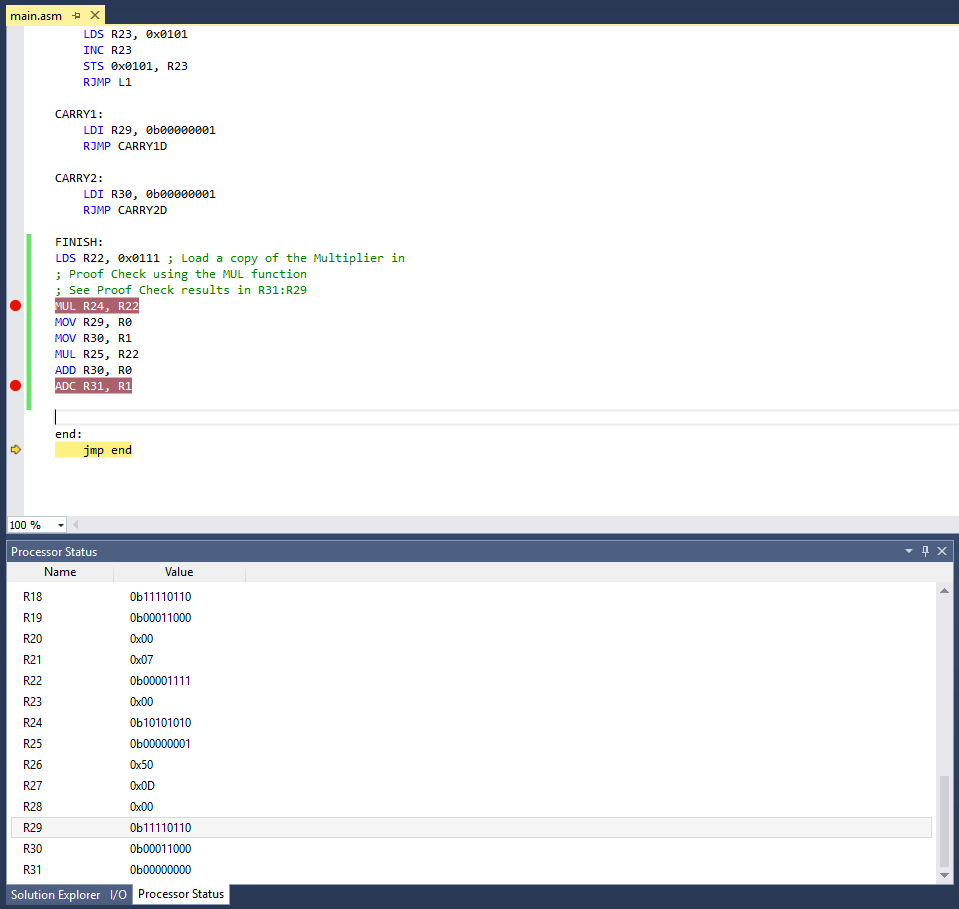 main.asm
LDS R23, 0x0101
INC R23
STS 0x0101, R23
RJMP L1
CARRY1:
LDI R29, 0b00000001
RJMP CARRY1D
CARRY2:
LDI R30, 0b00000001
RJMP CARRY2D
FINISH:
LDS R22, 0x0111 ; Load a copy of the Multiplier in
; Proof Check using the MUL function
; See Proof Check results in R31:R29
MUL R24, R22
MOV R29, R0
MOV R30, R1
MUL R25, R22
ADD R30, R0
ADC R31, R1
end:
jmp end
100 %
Processor Status
Name Value
R18 0b11110110
R19 0b00011000
R20 0x00
R21 0x07
R22 0b00001111
R23 0x00
R24 0b10101010
R25 0b00000001
R26 0x50
R27 0x0D
R28 0x00
R29 0b11110110
R30 0b00011000
R31 0b00000000
Solution Explorer I/O Processor Status